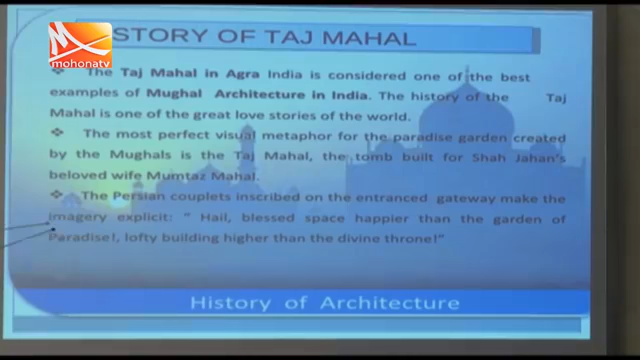 mohonatv
STORY OF TAJ MAHAL
❖ The Taj Mahal in Agra India is considered one of the best
examples of Mughal Architecture in India. The history of the Taj
Mahal is one of the great love stories of the world.
❖ The most perfect visual metaphor for the paradise garden created
by the Mughals is the Taj Mahal, the tomb built for Shah Jahan's
beloved wife Mumtaz Mahal.
❖ The Persian couplets inscribed on the entranced gateway make the
imagery explicit: " Hail, blessed space happier than the garden of
Paradise!, lofty building higher than the divine throne!"
History of Architecture